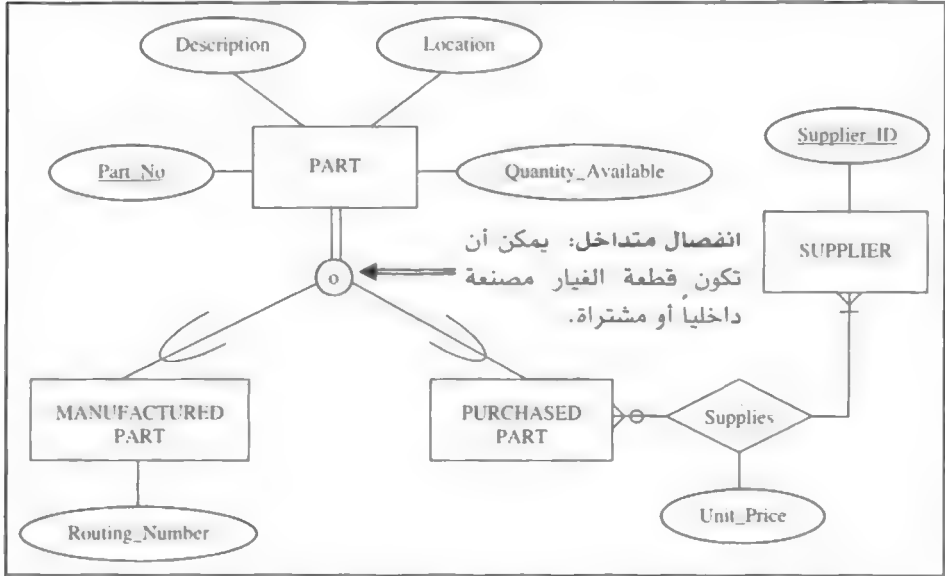 Description
Location
Supplier_ID
PART
Part_No
Quantity_Available
انفصال متداخل: يمكن أن
SUPPLIER
تكون قطعة الغيار مصنعة
o
داخلياً أو مشتراة.
MANUFACTURED
PART
PURCHASED
PART
Supplies
Unit_Price
Routing_Number